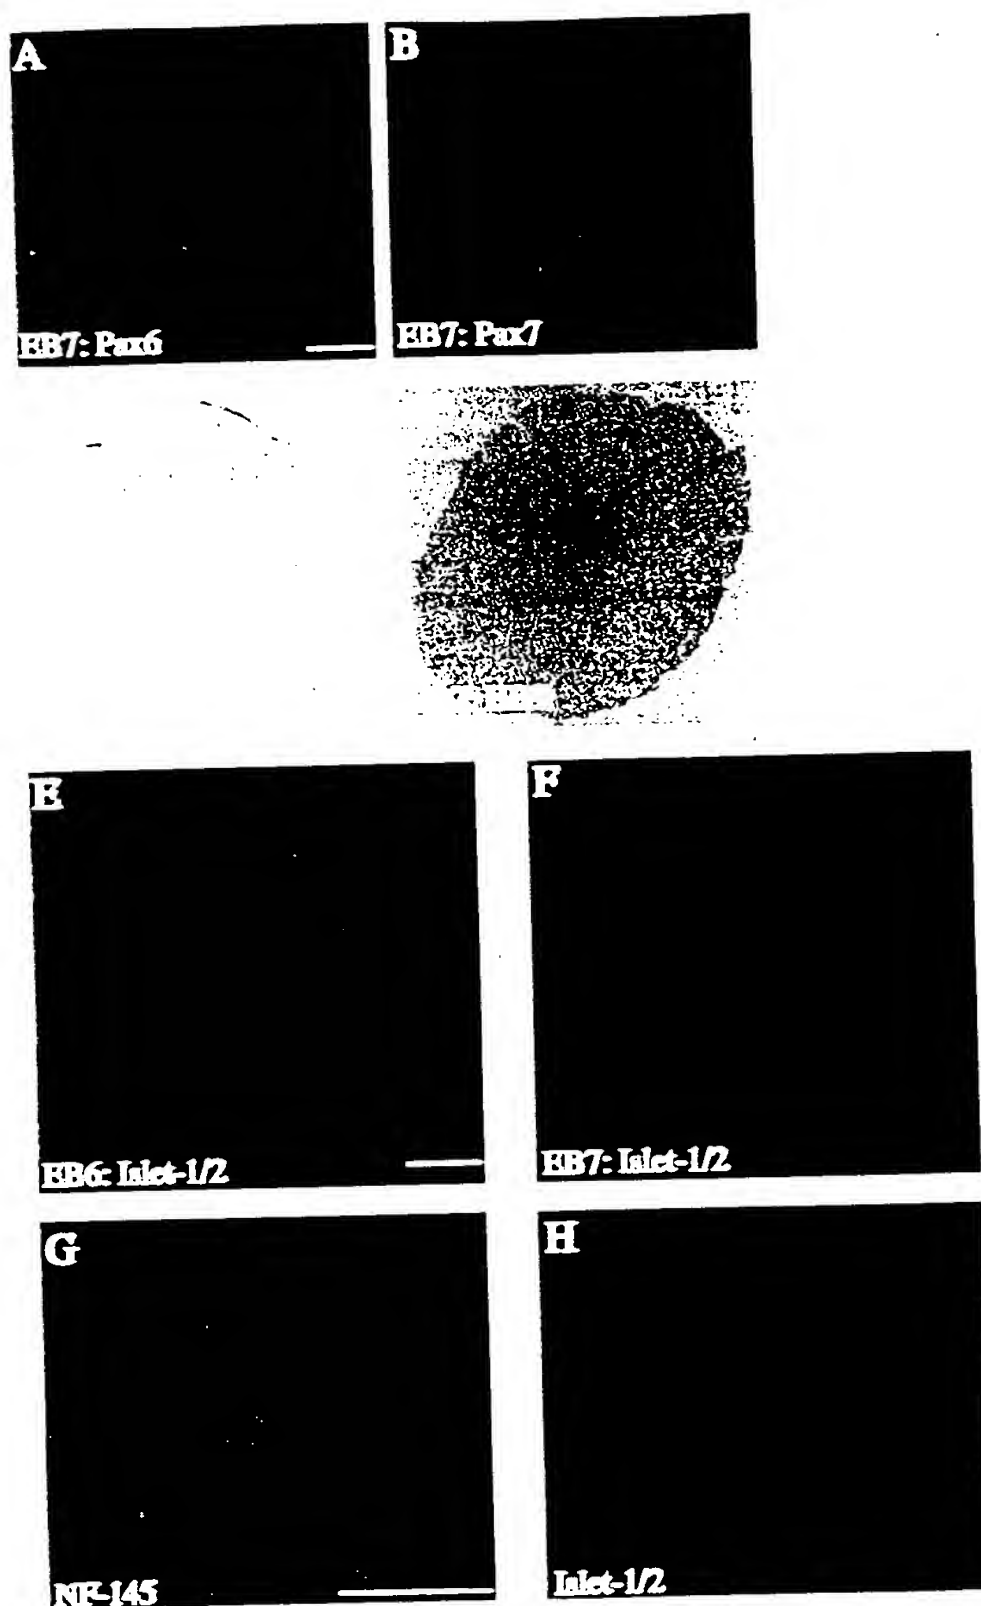 A
B
EB7: Pax6
EB7: Pax7
E
F
EB6: Islet-1/2
EB7: Islet-1/2
G
H
NF-145
Islet-1/2